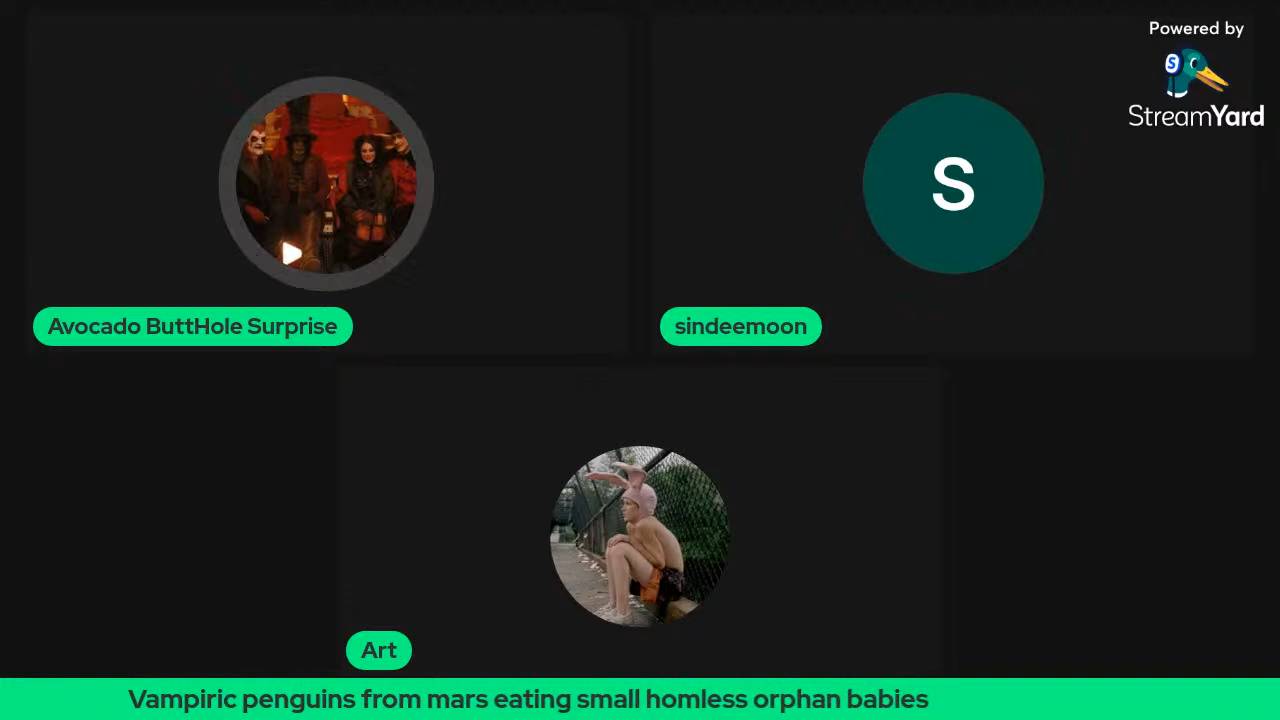 Powered by
S
StreamYard
S
Avocado ButtHole Surprise
sindeemoon
Art
Vampiric penguins from mars eating small homless orphan babies